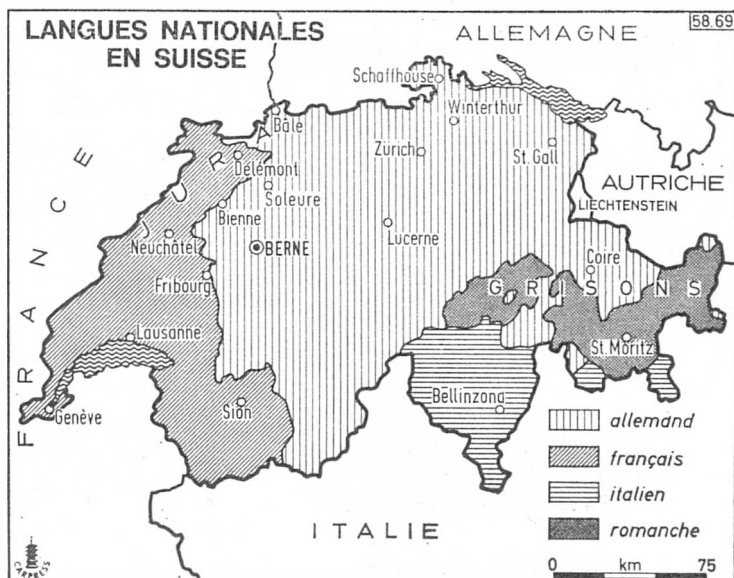 LANGUES NATIONALES
EN SUISSE
58.69
ALLEMAGNE
Schaffhouse
Winterthur
Bâle
Zürich
St. Gall
Delémont
JURA
Soleure
AUTRICHE
LIECHTENSTEIN
Bienne
Neuchâtel
BERNE
Lucerne
Coire
Fribourg
GRISONS
FRANCE
Lausanne
St. Moritz
Genève
Sion
Bellinzona
allemand
français
italien
romanche
ITALIE
0 km 75
CARPRESS